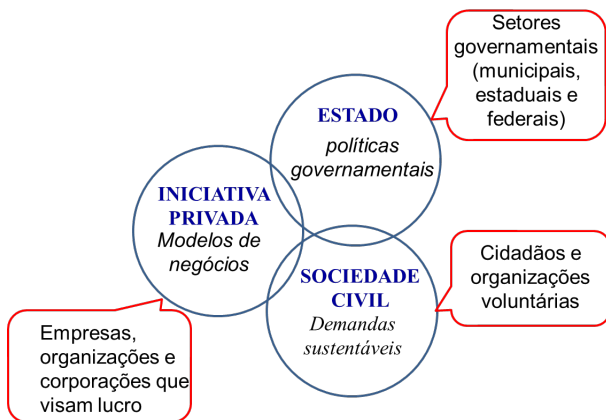 Setores
governamentais
(municipais,
estaduais e
federais)
ESTADO
políticas
governamentais
INICIATIVA
PRIVADA
Modelos de
negócios
SOCIEDADE
CIVIL
Demandas
sustentáveis
Cidadãos e
organizações
voluntárias
Empresas,
organizações e
corporações que
visam lucro